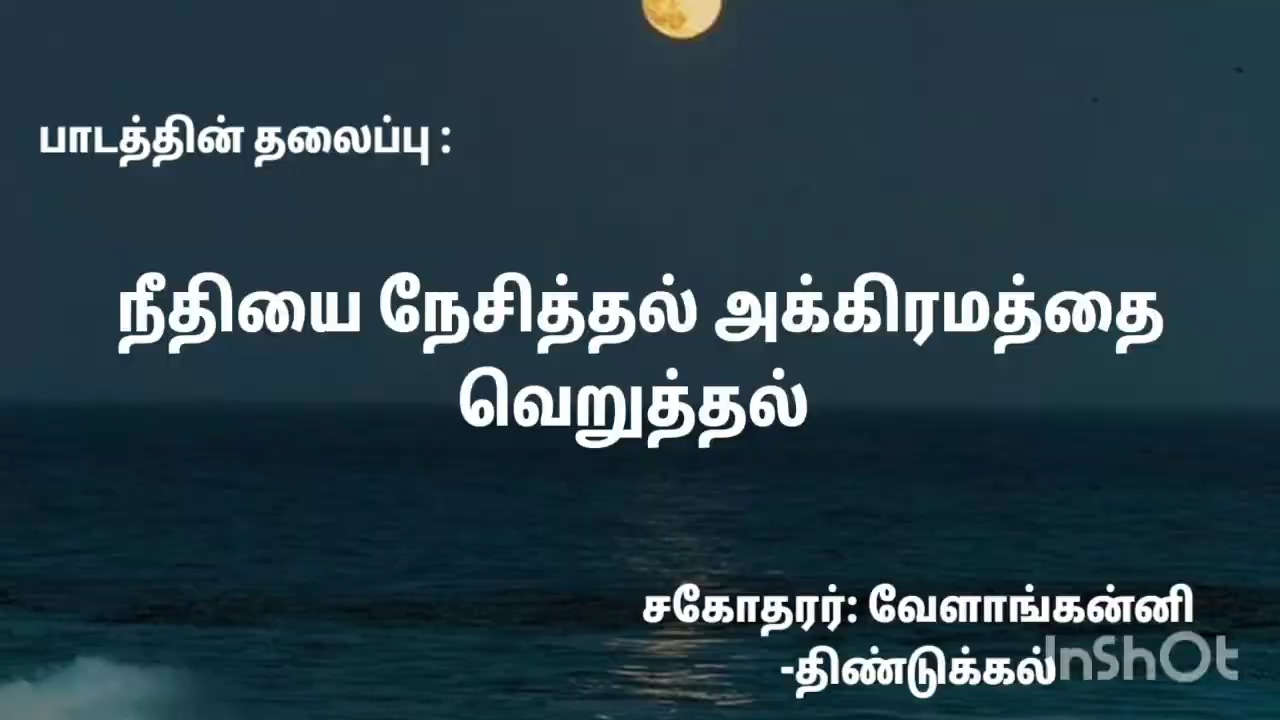 பாடத்தின் தலைப்பு :
நீதியை நேசித்தல் அக்கிரமத்தை
வெறுத்தல்
சகோதரர்: வேளாங்கன்னி
-திண்டுக்கல்
InShOt